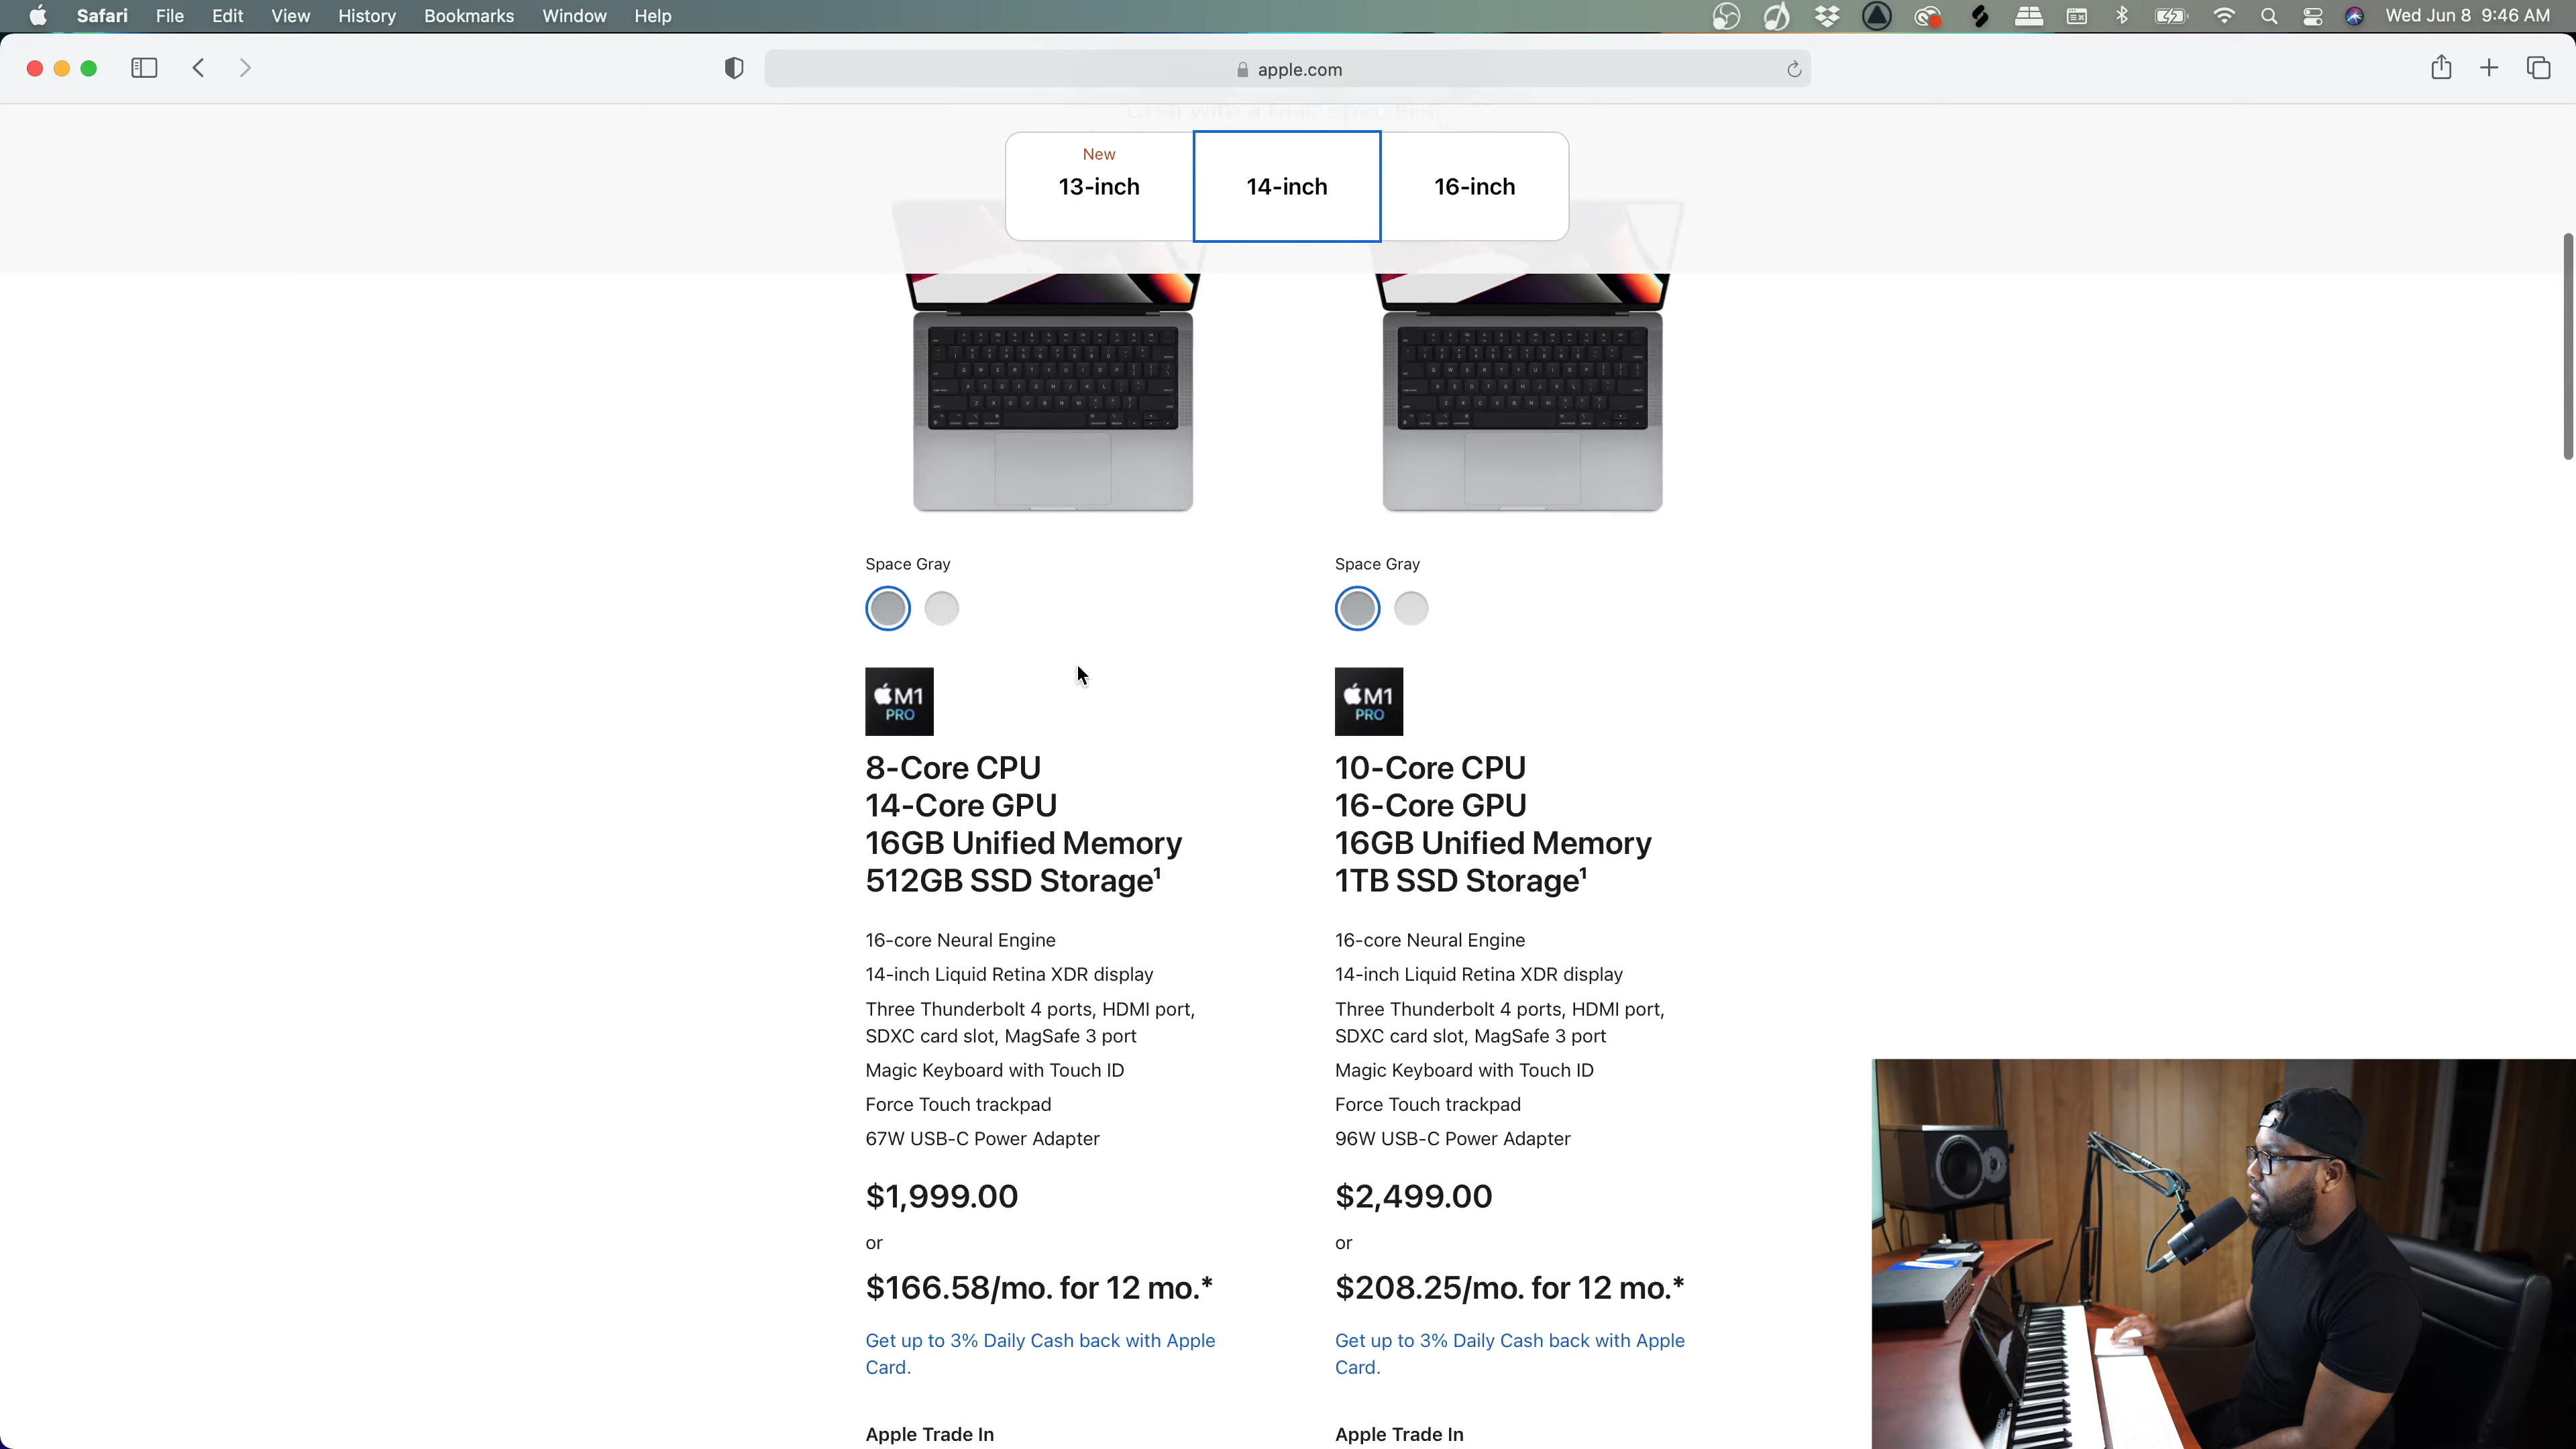 Safari File Edit View History Bookmarks Window Help
Wed Jun 8 9:46 AM
apple.com
New
13-inch
14-inch
16-inch
Space Gray
M1
PRO
8-Core CPU
14-Core GPU
16GB Unified Memory
512GB SSD Storage¹
16-core Neural Engine
14-inch Liquid Retina XDR display
Three Thunderbolt 4 ports, HDMI port,
SDXC card slot, MagSafe 3 port
Magic Keyboard with Touch ID
Force Touch trackpad
67W USB-C Power Adapter
$1,999.00
or
$166.58/mo. for 12 mo.*
Get up to 3% Daily Cash back with Apple
Card.
Apple Trade In
Space Gray
M1
PRO
10-Core CPU
16-Core GPU
16GB Unified Memory
1TB SSD Storage¹
16-core Neural Engine
14-inch Liquid Retina XDR display
Three Thunderbolt 4 ports, HDMI port,
SDXC card slot, MagSafe 3 port
Magic Keyboard with Touch ID
Force Touch trackpad
96W USB-C Power Adapter
$2,499.00
or
$208.25/mo. for 12 mo.*
Get up to 3% Daily Cash back with Apple
Card.
Apple Trade In